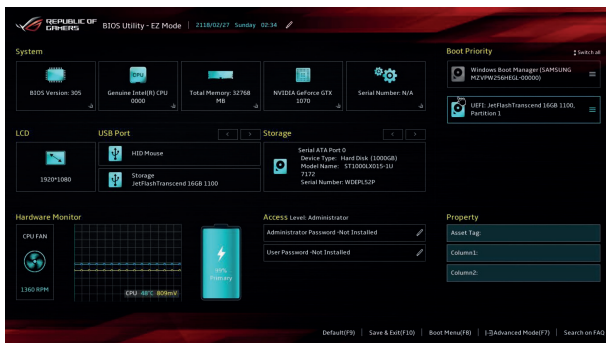 REPUBLIC OF
GAMERS
BIOS Utility - EZ Mode
2118/02/27 Sunday 02:34
System
BIOS Version: 305
CPU
Genuine Intel(R) CPU
0000
Total Memory: 32768
MB
NVIDIA GeForce GTX
1070
Serial Number: N/A
Boot Priority
Switch all
Windows Boot Manager (SAMSUNG
MZVPW256HEGL-00000)
UEFI: JetFlashTranscend 16GB 1100,
Partition 1
LCD
1920*1080
USB Port
HID Mouse
Storage
JetFlashTranscend 16GB 1100
Storage
Serial ATA Port 0
Device Type: Hard Disk (1000GB)
Model Name: ST1000LX015-1U
7172
Serial Number: WDEPLS2P
Hardware Monitor
CPU FAN
1360 RPM
CPU 48°C 809mV
99%
Primary
Access Level: Administrator
Administrator Password -Not Installed
User Password -Not Installed
Property
Asset Tag:
Column1:
Column2:
Default(F9)
Save & Exit(F10)
Boot Menu(F8)
Advanced Mode(F7)
Search on FAQ